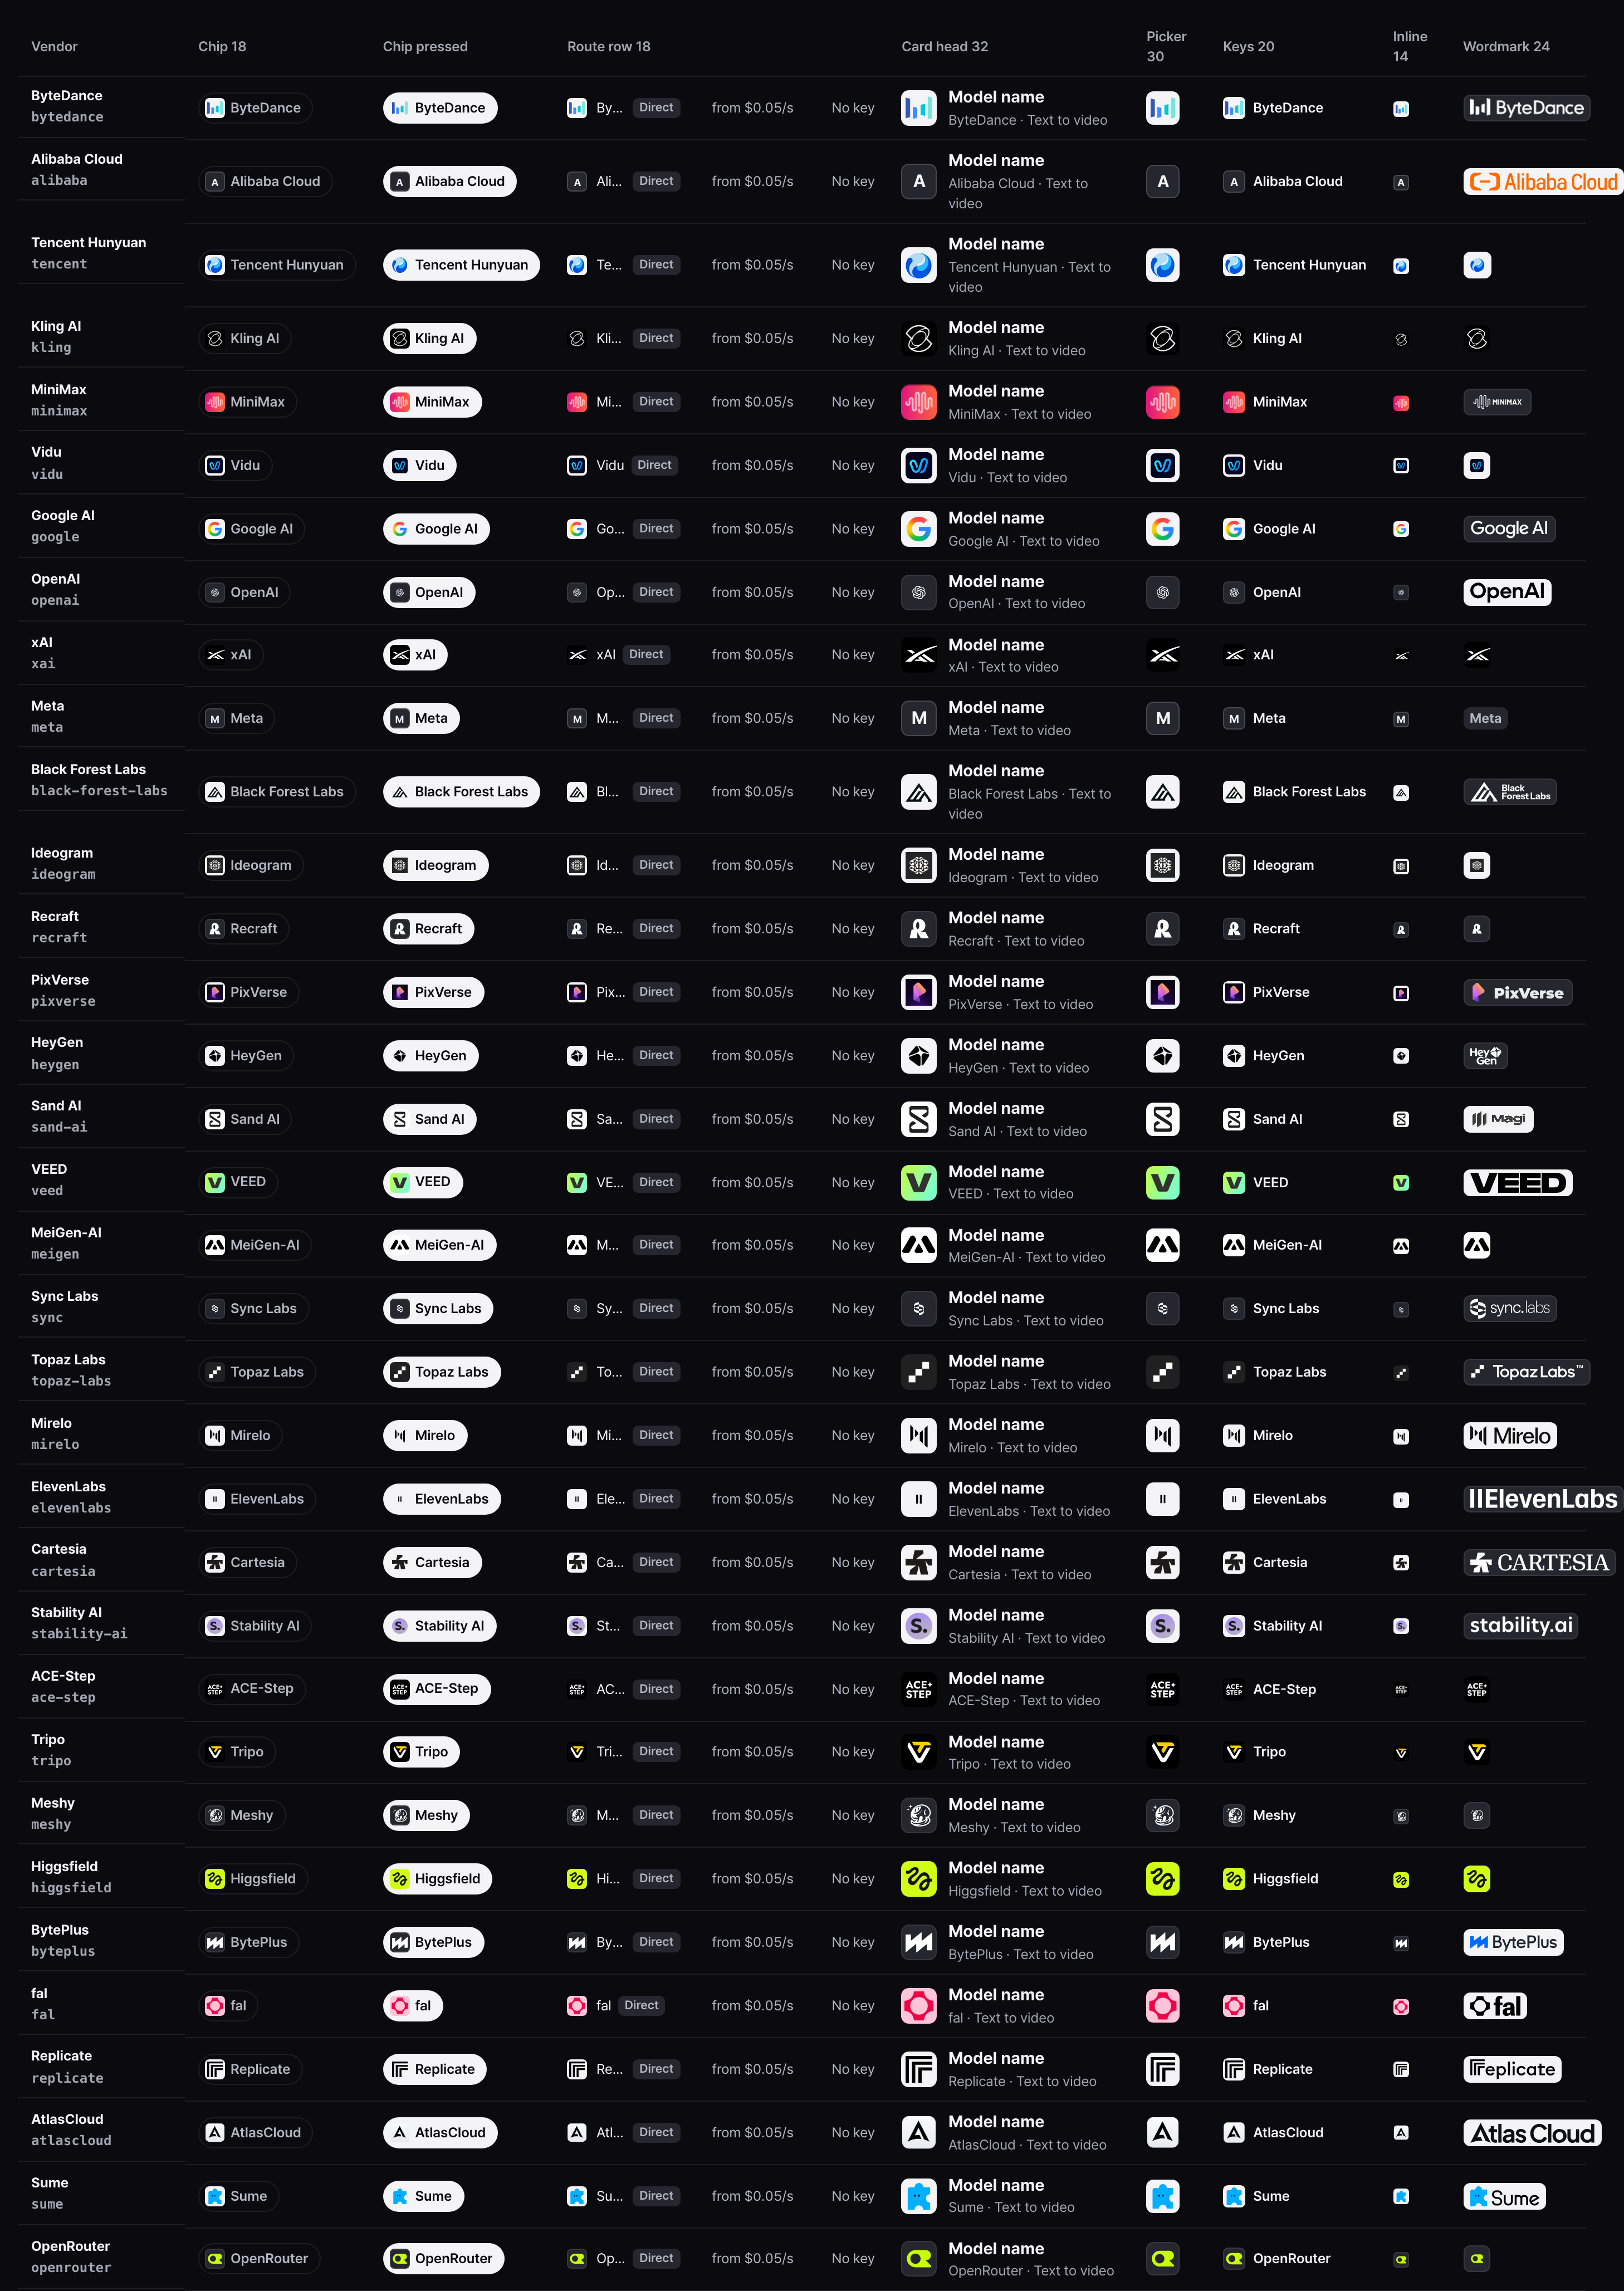 Vendor Chip 18 Chip pressed Route row 18 Card head 32 Picker 30 Keys 20 Inline 14 Wordmark 24
ByteDance ByteDance ByteDance By... Direct from $0.05/s No key Model name ByteDance ByteDance
bytedance ByteDance · Text to video
Alibaba Cloud A Alibaba Cloud A Alibaba Cloud A Ali... Direct from $0.05/s No key A Model name A A Alibaba Cloud A Alibaba Cloud
alibaba Alibaba Cloud · Text to
video
Tencent Hunyuan Tencent Hunyuan Tencent Hunyuan Te... Direct from $0.05/s No key Model name Tencent Hunyuan
tencent Tencent Hunyuan · Text to
video
Kling AI Kling AI Kling AI Kli... Direct from $0.05/s No key Model name Kling AI
kling Kling AI · Text to video
MiniMax MiniMax MiniMax Mi... Direct from $0.05/s No key Model name MiniMax MINIMAX
minimax MiniMax · Text to video
Vidu Vidu Vidu Vidu Direct from $0.05/s No key Model name Vidu
vidu Vidu · Text to video
Google AI G Google AI G Google AI G Go... Direct from $0.05/s No key G Model name G G Google AI G Google AI
google Google AI · Text to video
OpenAI OpenAI OpenAI Op... Direct from $0.05/s No key Model name OpenAI OpenAI
openai OpenAI · Text to video
xAI xAI xAI xAI Direct from $0.05/s No key Model name xAI
xai xAI · Text to video
Meta M Meta M Meta M M... Direct from $0.05/s No key M Model name M M Meta M Meta
meta Meta · Text to video
Black Forest Labs Black Forest Labs Black Forest Labs Bl... Direct from $0.05/s No key Model name Black Forest Labs Black Forest Labs
black-forest-labs Black Forest Labs · Text to
video
Ideogram Ideogram Ideogram Id... Direct from $0.05/s No key Model name Ideogram
ideogram Ideogram · Text to video
Recraft Recraft Recraft Re... Direct from $0.05/s No key Model name Recraft
recraft Recraft · Text to video
PixVerse PixVerse PixVerse Pix... Direct from $0.05/s No key Model name PixVerse PixVerse
pixverse PixVerse · Text to video
HeyGen HeyGen HeyGen He... Direct from $0.05/s No key Model name HeyGen Hey Gen
heygen HeyGen · Text to video
Sand AI Sand AI Sand AI Sa... Direct from $0.05/s No key Model name Sand AI Magi
sand-ai Sand AI · Text to video
VEED V VEED V VEED V VE... Direct from $0.05/s No key V Model name V V VEED V VEED
veed VEED · Text to video
MeiGen-AI MeiGen-AI MeiGen-AI M... Direct from $0.05/s No key Model name MeiGen-AI
meigen MeiGen-AI · Text to video
Sync Labs Sync Labs Sync Labs Sy... Direct from $0.05/s No key Model name Sync Labs sync.labs
sync Sync Labs · Text to video
Topaz Labs Topaz Labs Topaz Labs To... Direct from $0.05/s No key Model name Topaz Labs Topaz Labs™
topaz-labs Topaz Labs · Text to video
Mirelo Mirelo Mirelo Mi... Direct from $0.05/s No key Model name Mirelo Mirelo
mirelo Mirelo · Text to video
ElevenLabs ElevenLabs ElevenLabs Ele... Direct from $0.05/s No key Model name ElevenLabs IIElevenLabs
elevenlabs ElevenLabs · Text to video
Cartesia Cartesia Cartesia Ca... Direct from $0.05/s No key Model name Cartesia CARTESIA
cartesia Cartesia · Text to video
Stability AI S. Stability AI S. Stability AI S. St... Direct from $0.05/s No key S. Model name S. S. Stability AI S. stability.ai
stability-ai Stability AI · Text to video
ACE-Step ACE STEP ACE-Step ACE STEP ACE-Step ACE STEP AC... Direct from $0.05/s No key ACE STEP Model name ACE STEP ACE STEP ACE-Step ACE STEP ACE STEP
ace-step ACE-Step · Text to video
Tripo Tripo Tripo Tri... Direct from $0.05/s No key Model name Tripo
tripo Tripo · Text to video
Meshy Meshy Meshy M... Direct from $0.05/s No key Model name Meshy
meshy Meshy · Text to video
Higgsfield Higgsfield Higgsfield Hi... Direct from $0.05/s No key Model name Higgsfield
higgsfield Higgsfield · Text to video
BytePlus BytePlus BytePlus By... Direct from $0.05/s No key Model name BytePlus BytePlus
byteplus BytePlus · Text to video
fal fal fal fal Direct from $0.05/s No key Model name fal fal
fal fal · Text to video
Replicate Replicate Replicate Re... Direct from $0.05/s No key Model name Replicate replicate
replicate Replicate · Text to video
AtlasCloud AtlasCloud AtlasCloud Atl... Direct from $0.05/s No key Model name AtlasCloud Atlas Cloud
atlascloud AtlasCloud · Text to video
Sume Sume Sume Su... Direct from $0.05/s No key Model name Sume Sume
sume Sume · Text to video
OpenRouter OpenRouter OpenRouter Op... Direct from $0.05/s No key Model name OpenRouter
openrouter OpenRouter · Text to video